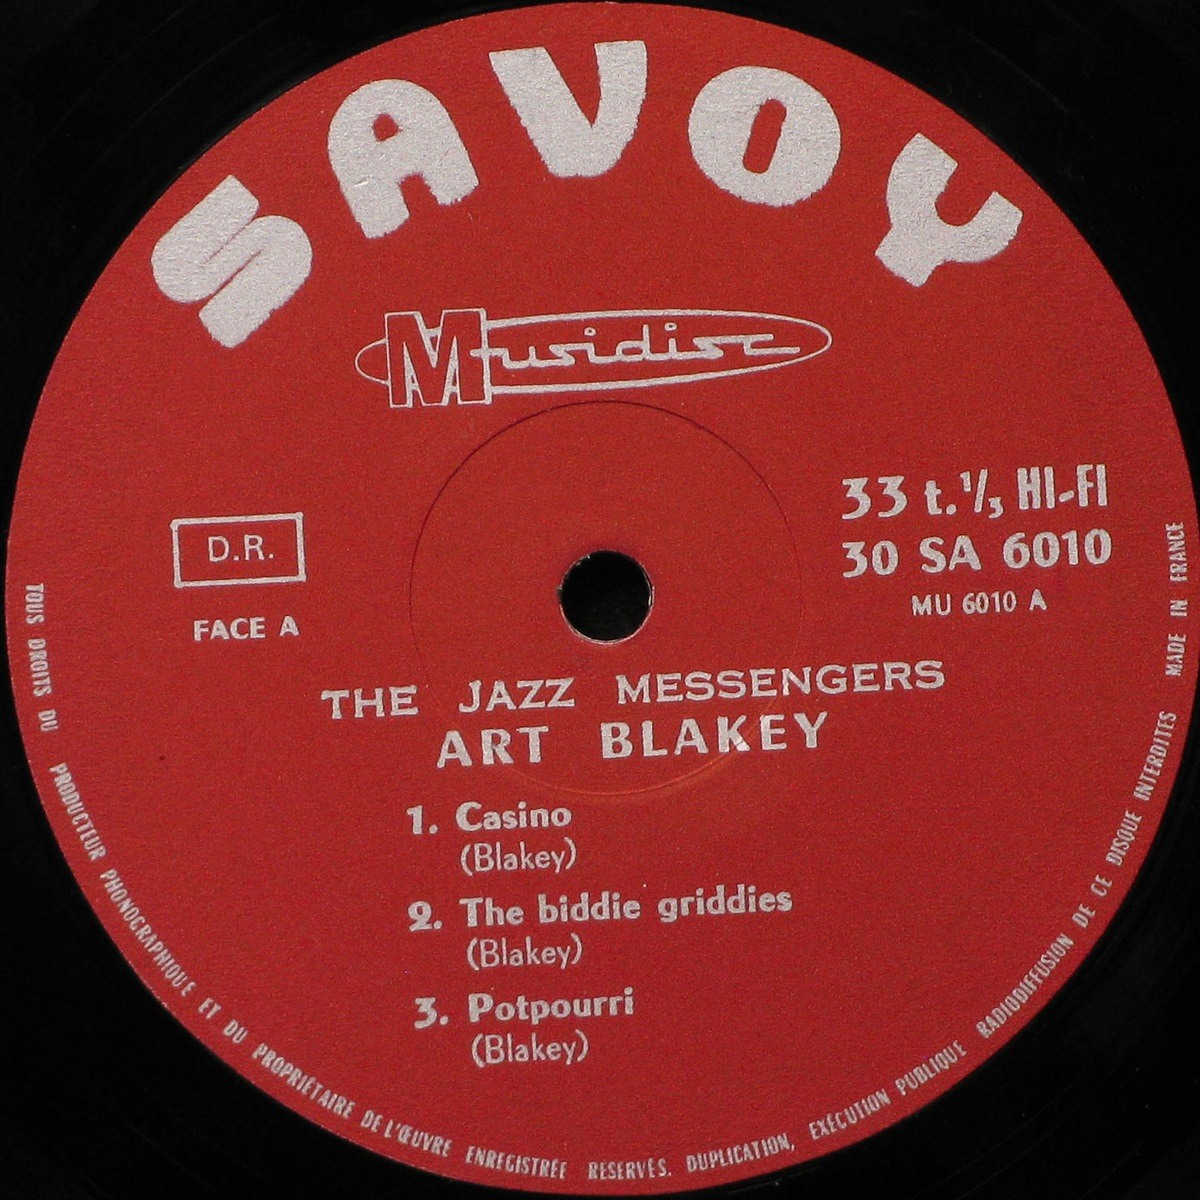 SAVOY
Musidisc
33 t. 1/3 HI-FI
30 SA 6010
MU 6010 A
D.R.
FACE A
THE JAZZ MESSENGERS
ART BLAKEY
1. Casino
(Blakey)
2. The biddie griddies
(Blakey)
3. Potpourri
(Blakey)
TOUS DROITS DU PRODUCTEUR PHONOGRAPHIQUE ET DU PROPRIÉTAIRE DE L'ŒUVRE ENREGISTRÉE RÉSERVÉS. DUPLICATION, EXÉCUTION PUBLIQUE RADIODIFFUSION DE CE DISQUE INTERDITES MADE IN FRANCE